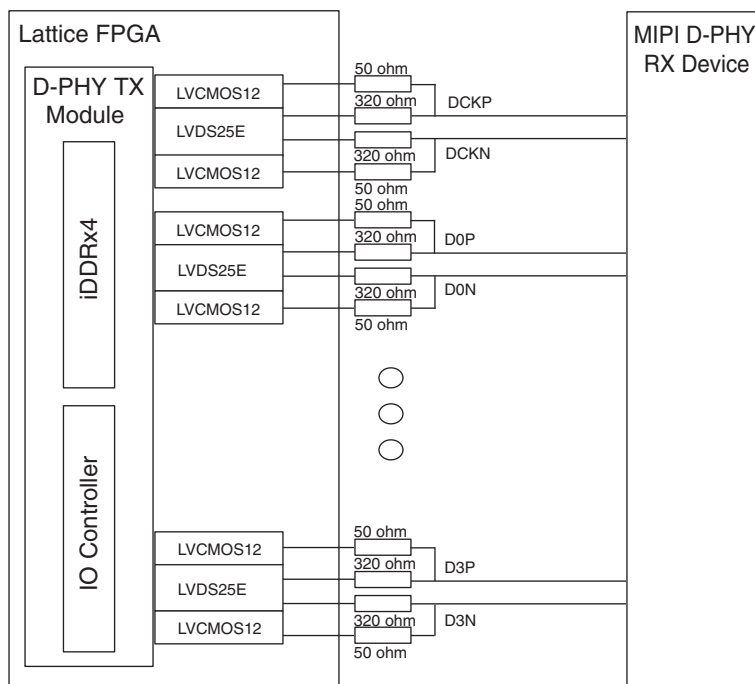 Lattice FPGA
MIPI D-PHY
RX Device
D-PHY TX
Module
iDDRx4
IO Controller
LVCMOS12
LVDS25E
LVCMOS12
50 ohm
320 ohm
DCKP
320 ohm
DCKN
50 ohm
LVCMOS12
LVDS25E
LVCMOS12
50 ohm
320 ohm
D0P
320 ohm
D0N
50 ohm
LVCMOS12
LVDS25E
LVCMOS12
50 ohm
320 ohm
D3P
320 ohm
D3N
50 ohm